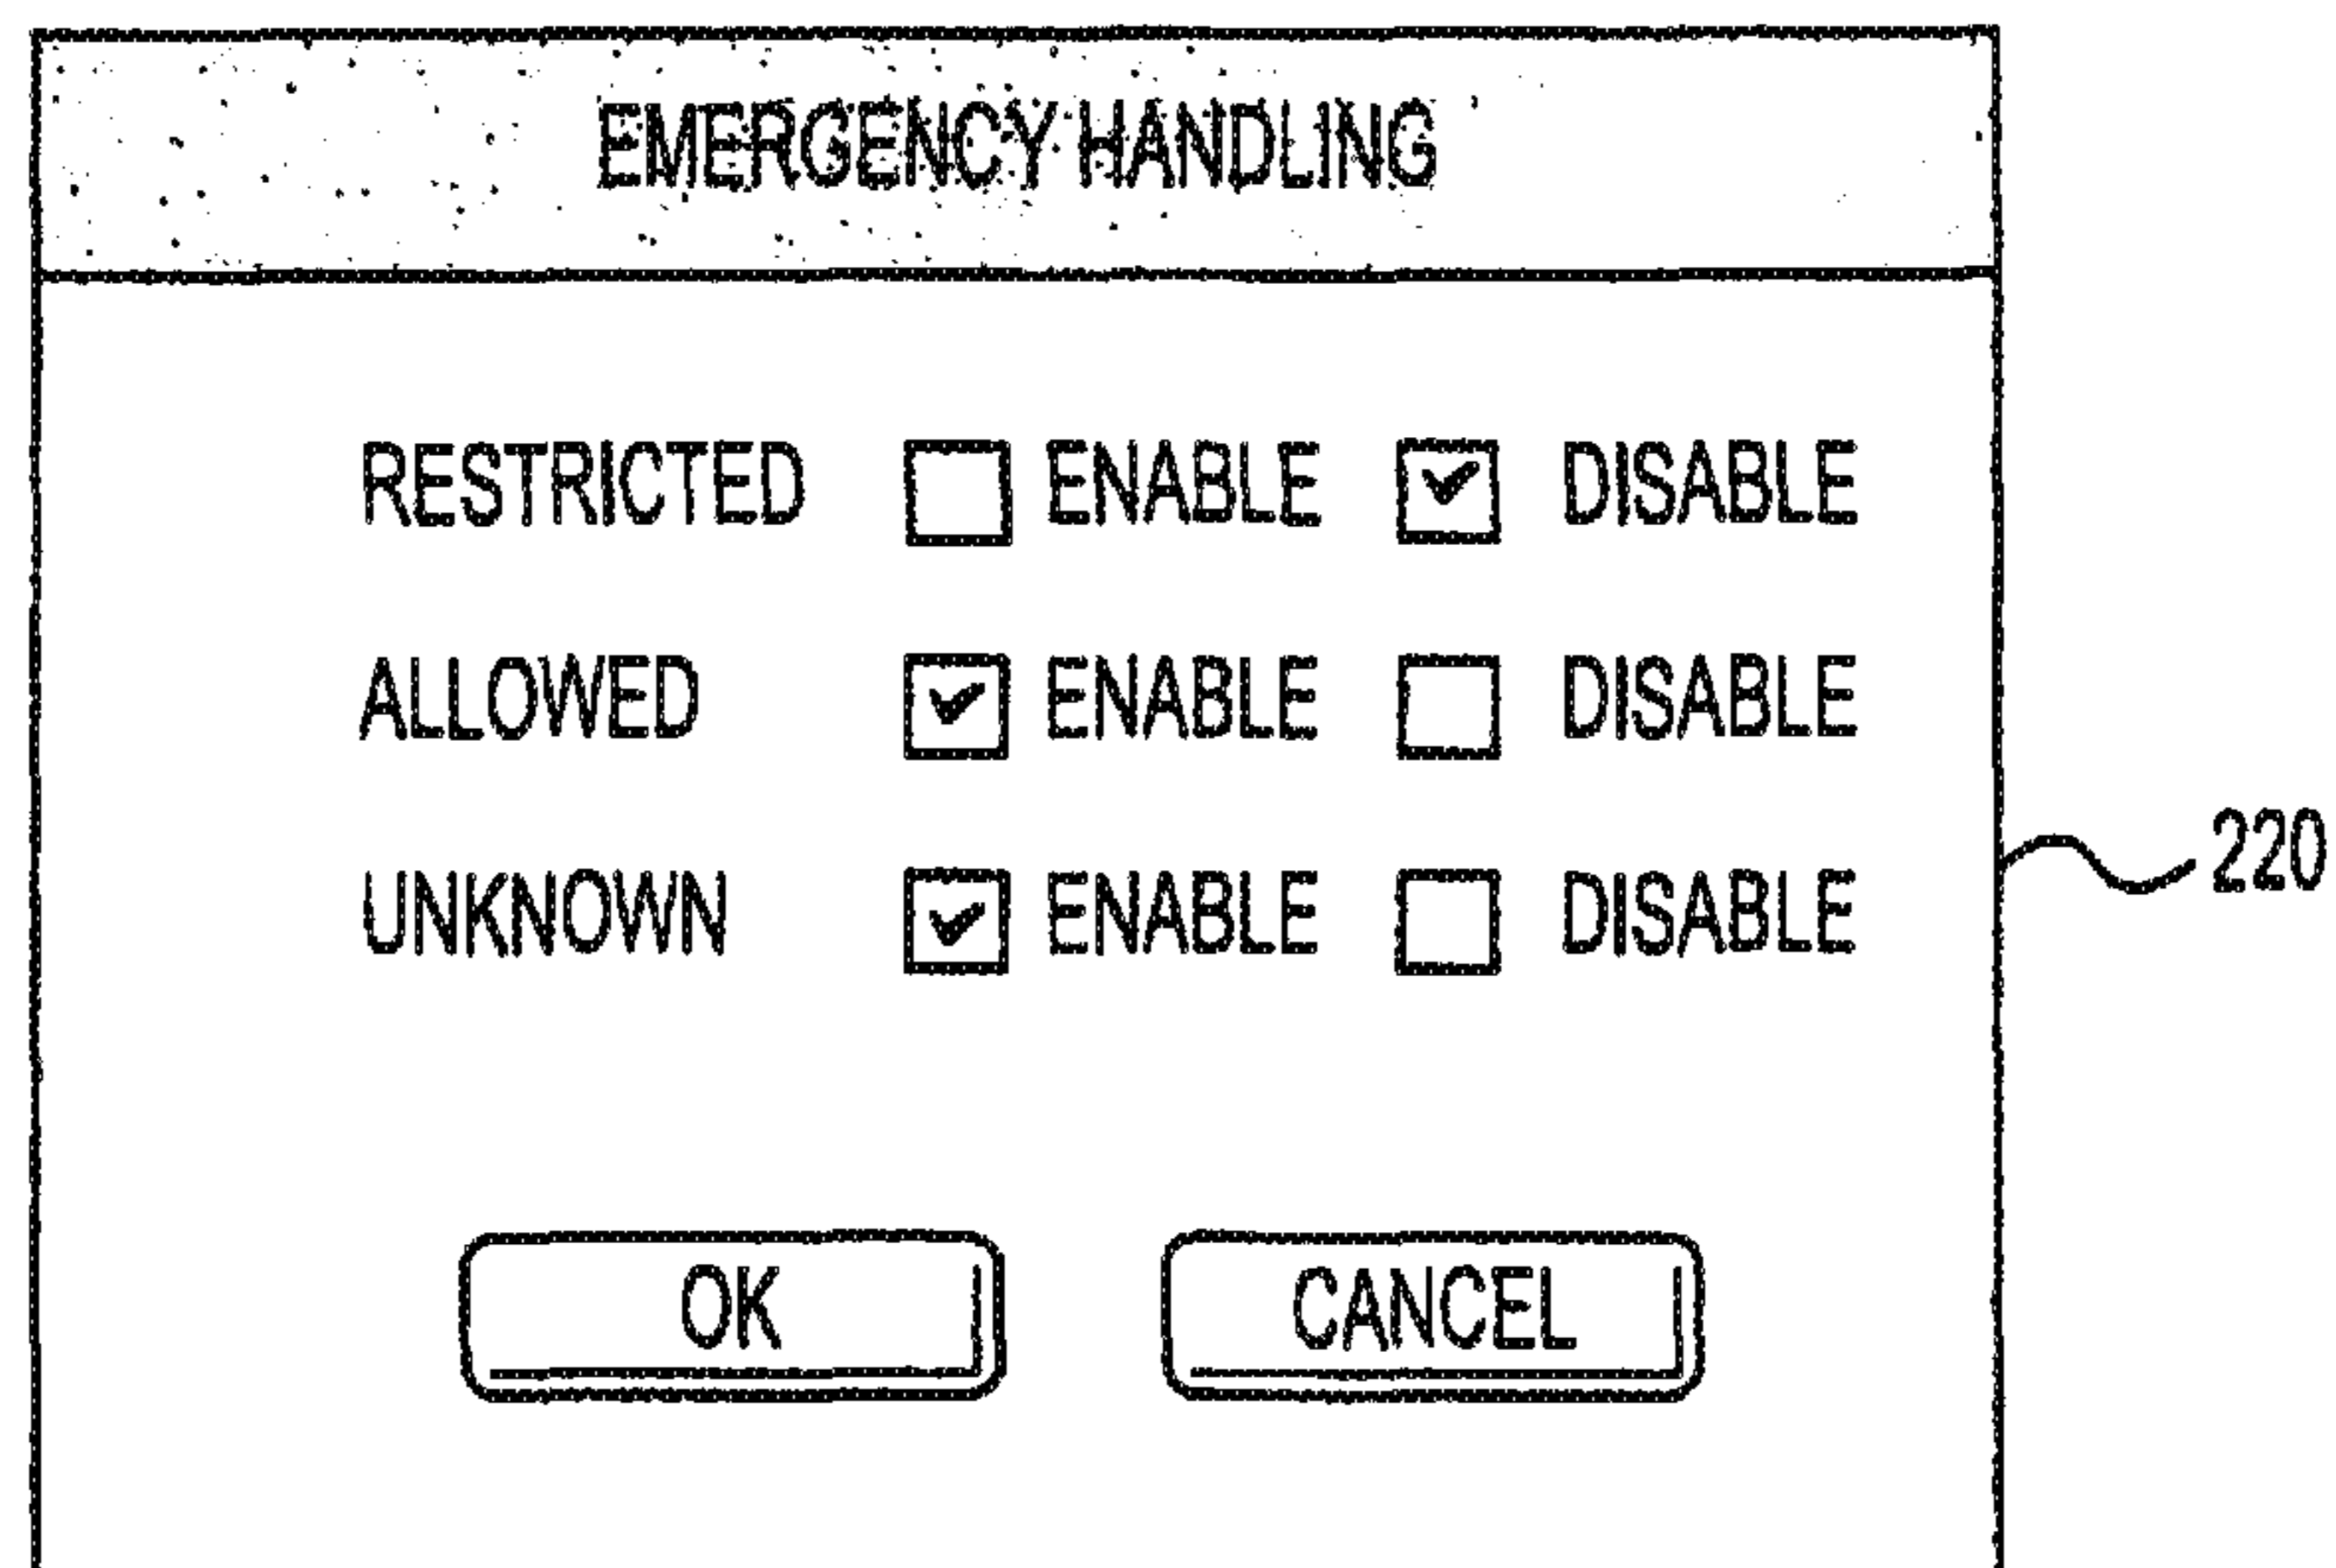 EMERGENCY HANDLING
RESTRICTED ENABLE DISABLE
ALLOWED ENABLE DISABLE
UNKNOWN ENABLE DISABLE
220
OK CANCEL